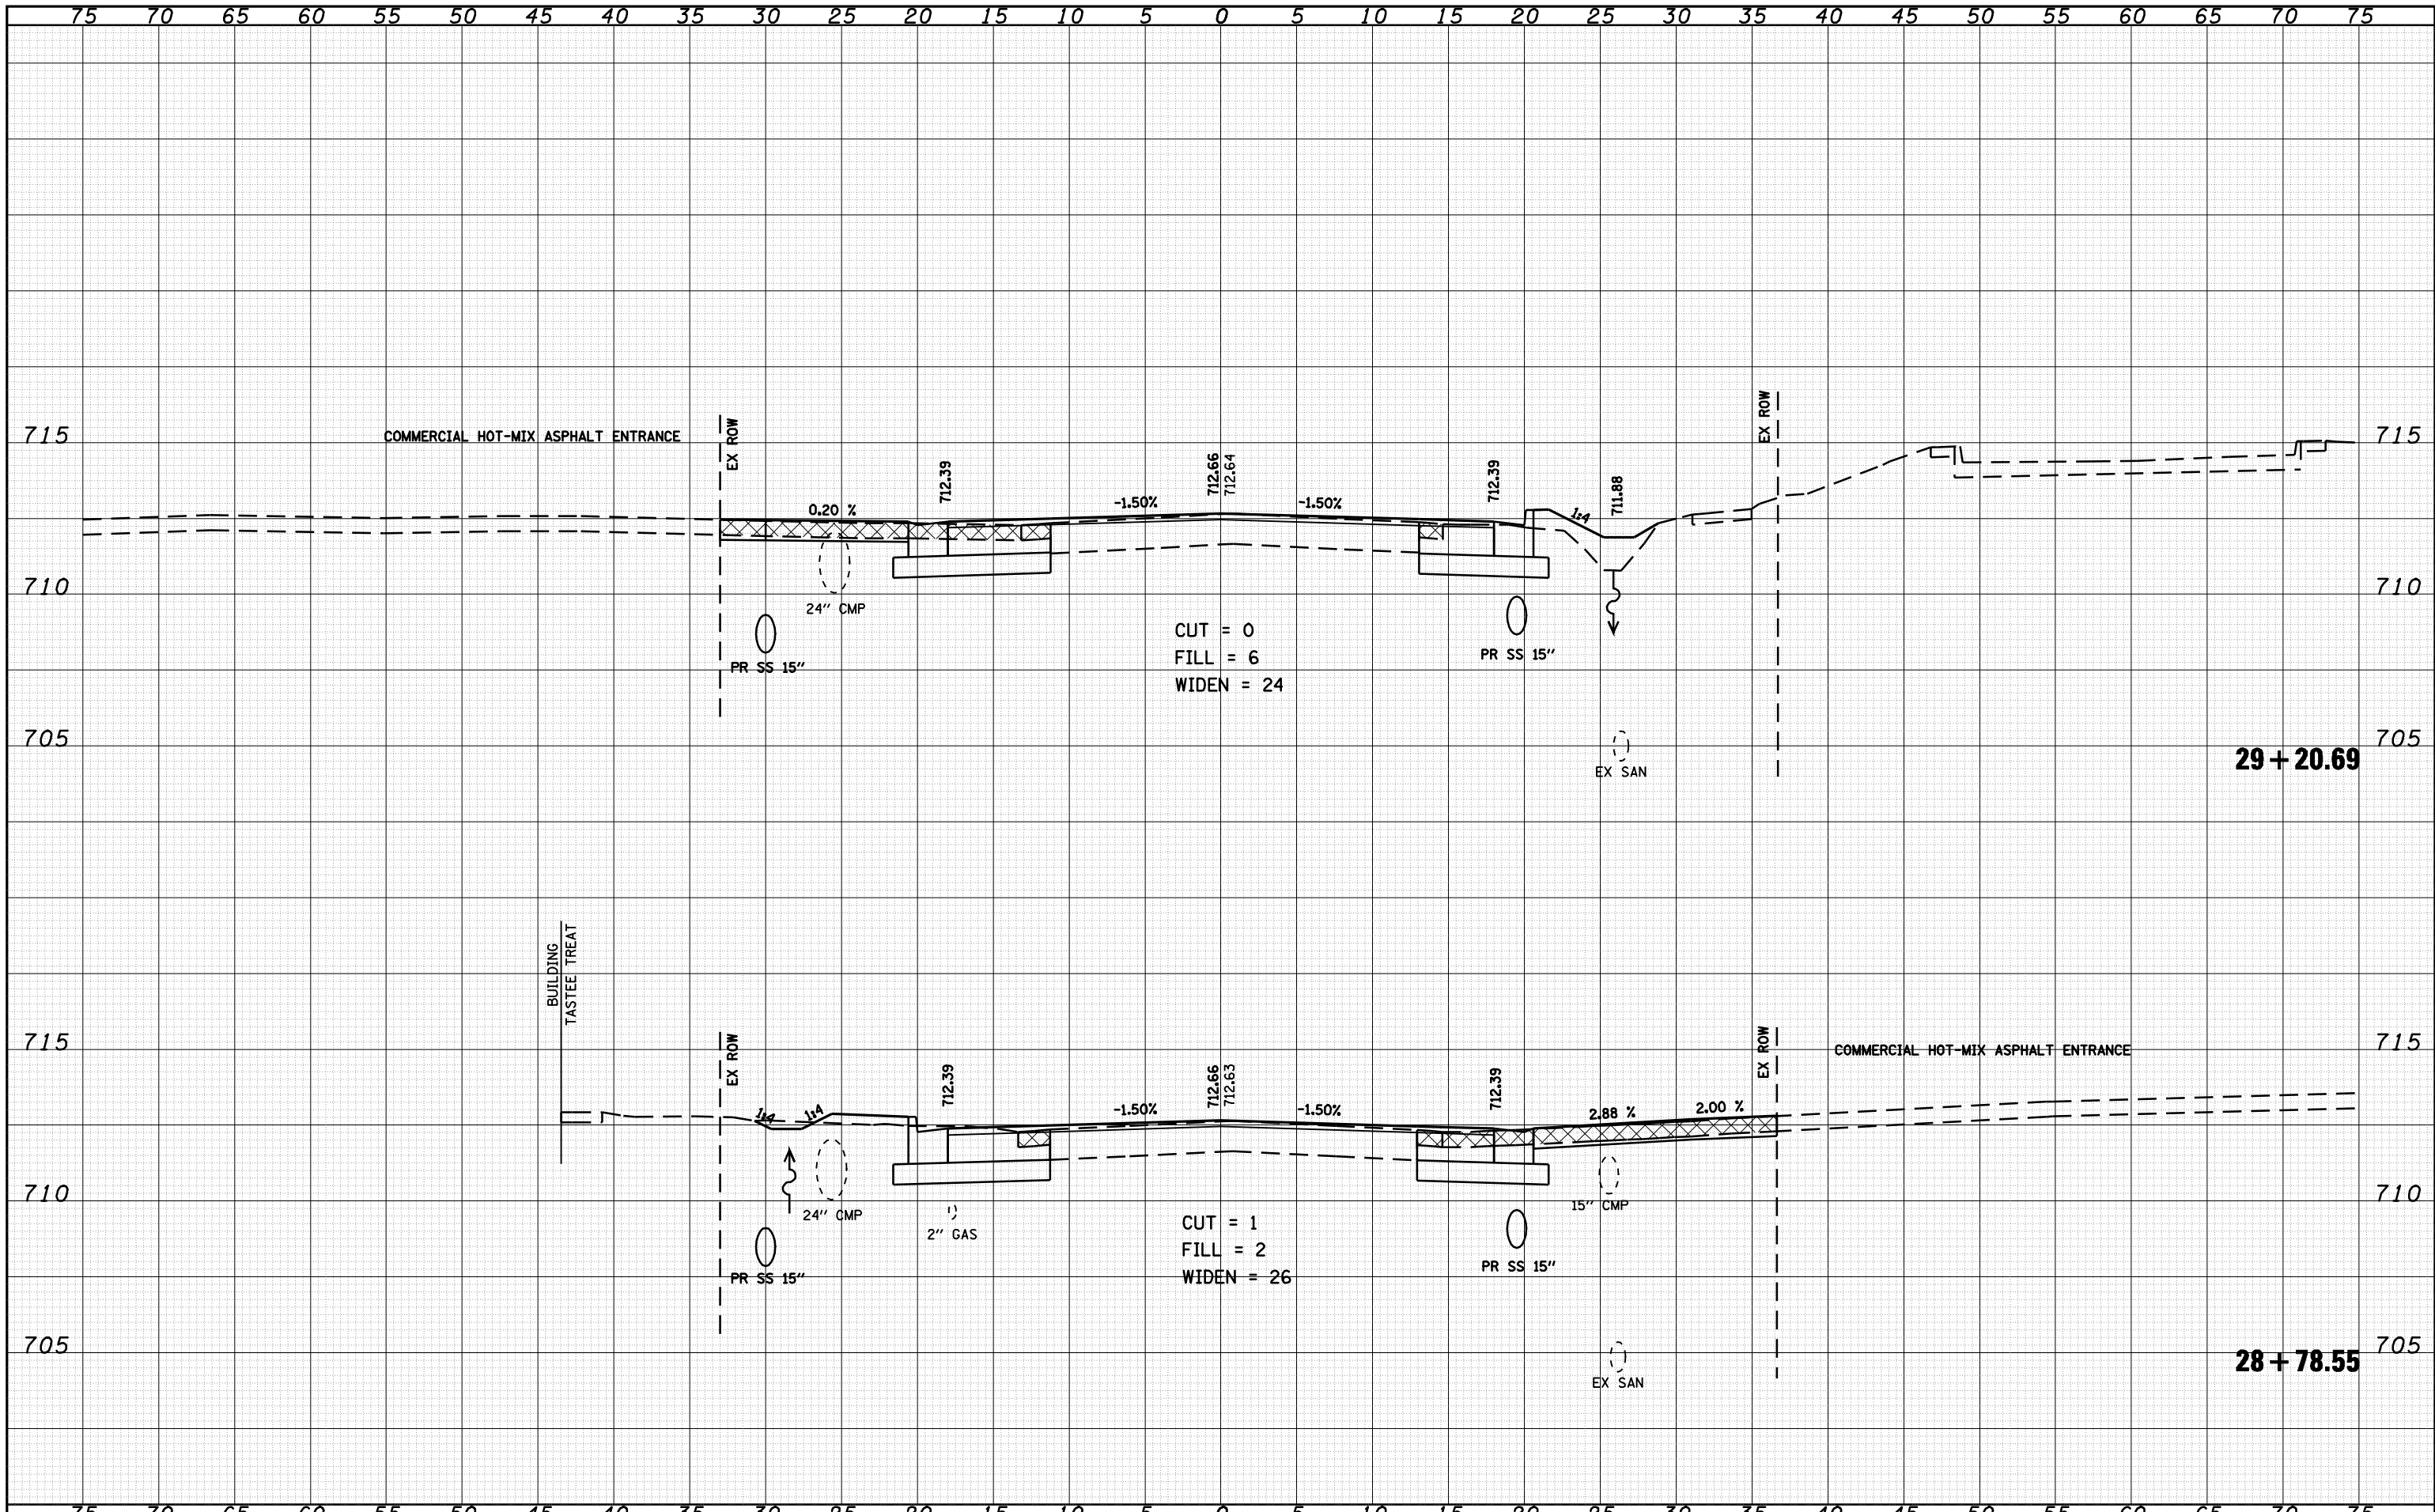 75 70 65 60 55 50 45 40 35 30 25 20 15 10 5 0 5 10 15 20 25 30 35 40 45 50 55 60 65 70 75
EX ROW
EX ROW
715
COMMERCIAL HOT-MIX ASPHALT ENTRANCE
715
712.39
712.66
712.64
712.39
711.88
0.20 %
-1.50%
-1.50%
1:4
710
24" CMP
710
CUT = 0
FILL = 6
WIDEN = 24
PR SS 15"
PR SS 15"
705
EX SAN
705
29+20.69
BUILDING
TASTEE TREAT
EX ROW
EX ROW
715
COMMERCIAL HOT-MIX ASPHALT ENTRANCE
715
712.39
712.66
712.63
712.39
1:4
1:4
-1.50%
-1.50%
2.88 %
2.00 %
710
24" CMP
2" GAS
15" CMP
710
CUT = 1
FILL = 2
WIDEN = 26
PR SS 15"
PR SS 15"
705
EX SAN
705
28+78.55
75 70 65 60 55 50 45 40 35 30 25 20 15 10 5 0 5 10 15 20 25 30 35 40 45 50 55 60 65 70 75